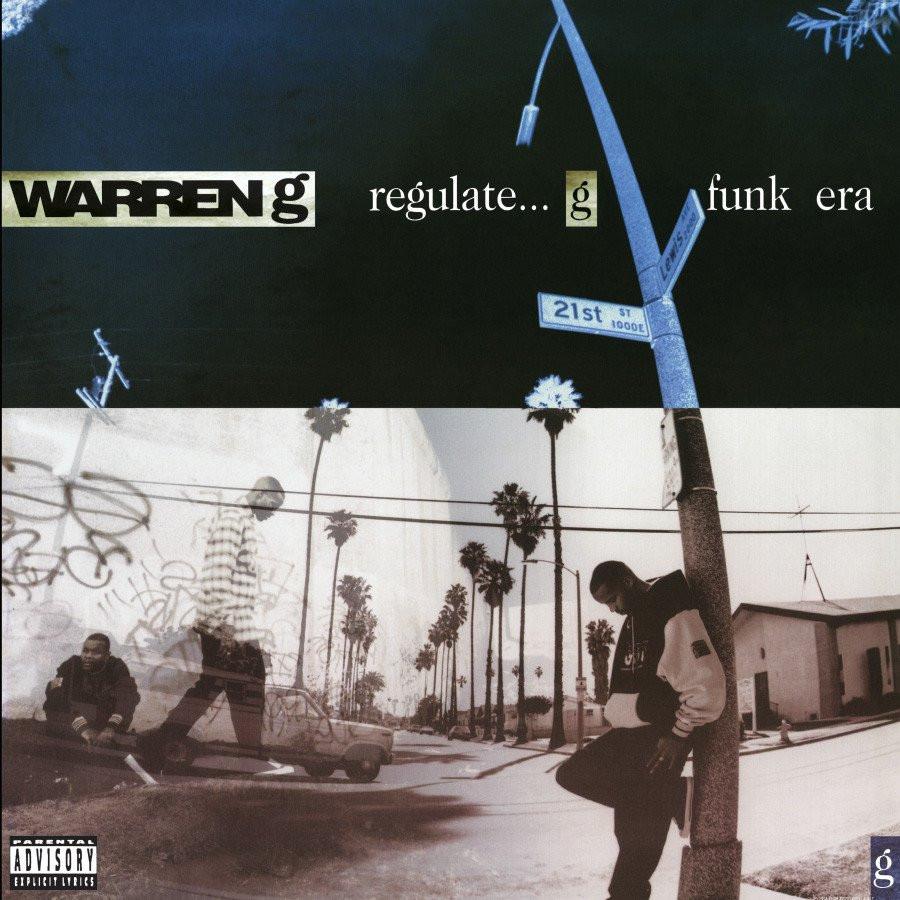 WARREN g
regulate... g funk era
Lewis
21st ST
1000E
PARENTAL
ADVISORY
EXPLICIT LYRICS
g